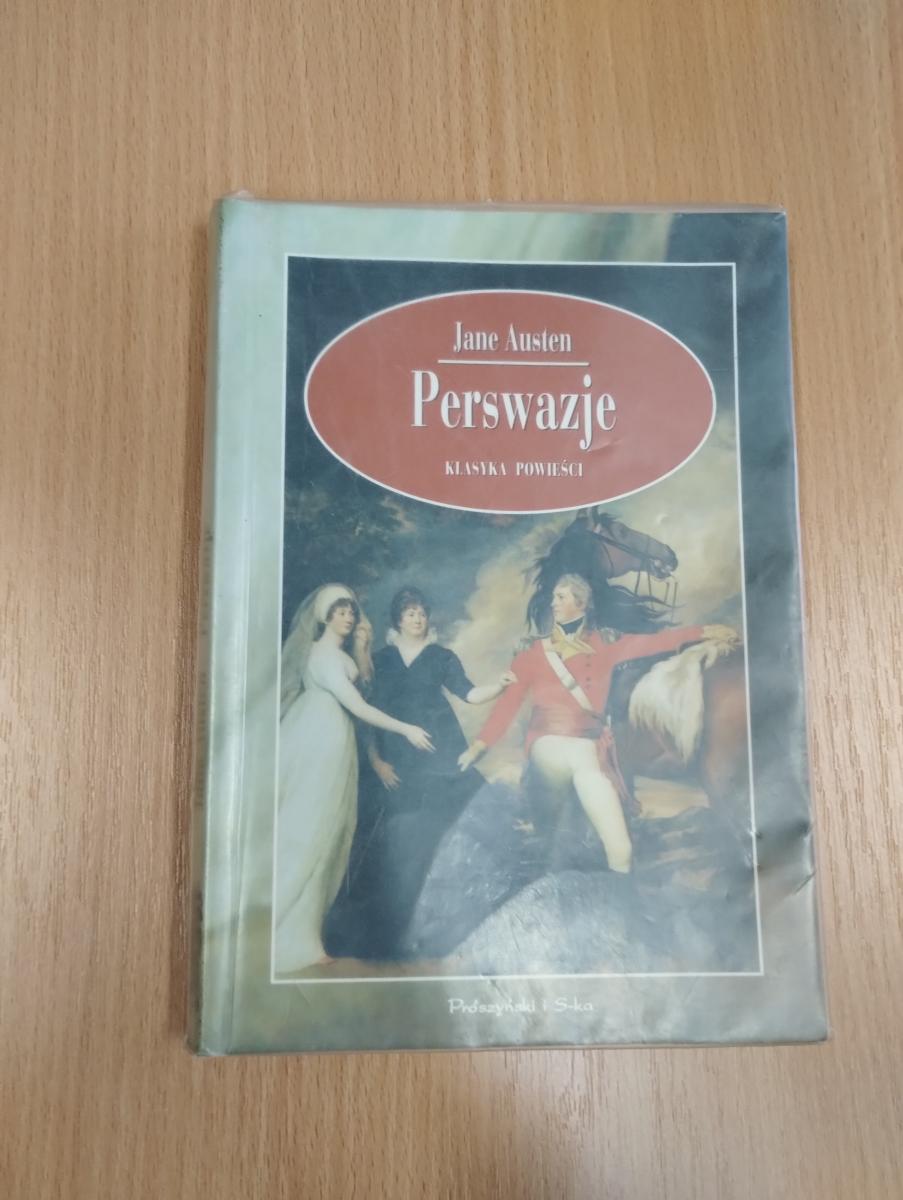 Jane Austen
Perswazje
KLASYKA POWIEŚCI
Prószyński i S-ka